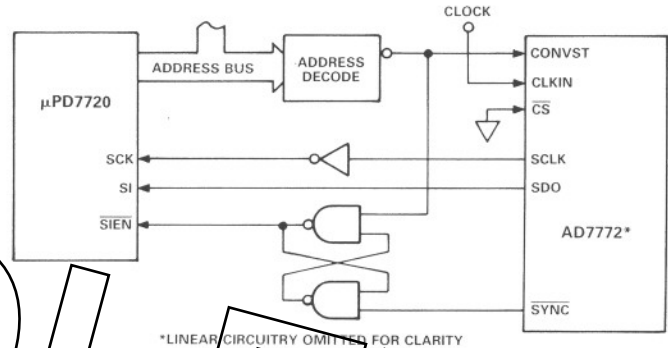 CLOCK
ADDRESS BUS
ADDRESS
DECODE
CONVST
CLKIN
μPD7720
CS
SCK
SCLK
SI
SDO
SIEN
AD7772*
SYNC
*LINEAR CIRCUITRY OMITTED FOR CLARITY